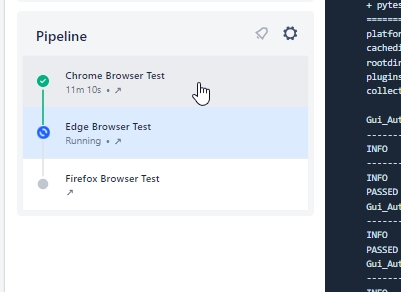 Pipeline
Chrome Browser Test
11m 10s • ↗
Edge Browser Test
Running • ↗
Firefox Browser Test
↗
+ pytes
=======
platfor
cachedi
rootdir
plugins
collect
Gui_Aut
-------
INFO
-------
INFO
PASSED
Gui_Aut
-------
INFO
PASSED
Gui_Aut
-------
INFO